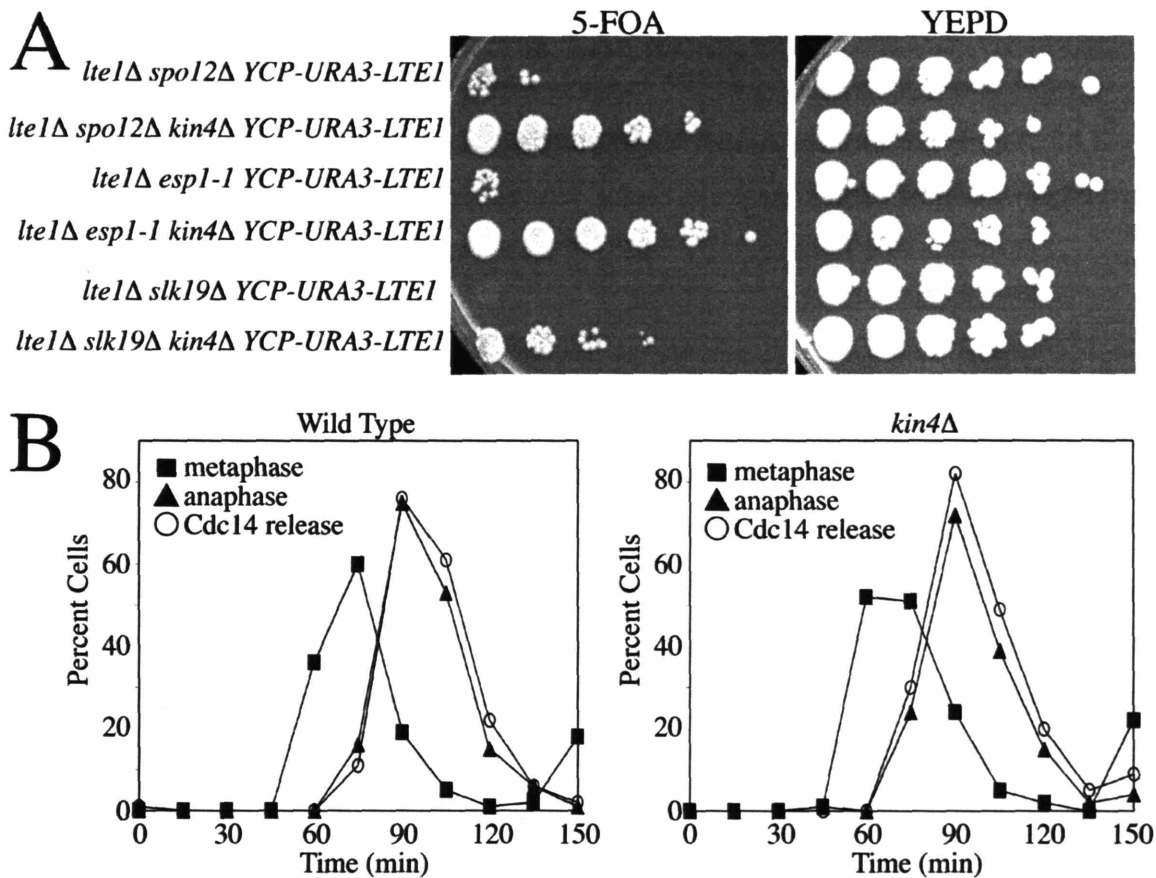 A
5-FOA
YEPD
lte1Δ spo12Δ YCP-URA3-LTE1
lte1Δ spo12Δ kin4Δ YCP-URA3-LTE1
lte1Δ esp1-1 YCP-URA3-LTE1
lte1Δ esp1-1 kin4Δ YCP-URA3-LTE1
lte1Δ slk19Δ YCP-URA3-LTE1
lte1Δ slk19Δ kin4Δ YCP-URA3-LTE1
B
Wild Type
metaphase
anaphase
Cdc14 release
Percent Cells
80
60
40
20
0
0 30 60 90 120 150
Time (min)
kin4Δ
metaphase
anaphase
Cdc14 release
Percent Cells
80
60
40
20
0
0 30 60 90 120 150
Time (min)